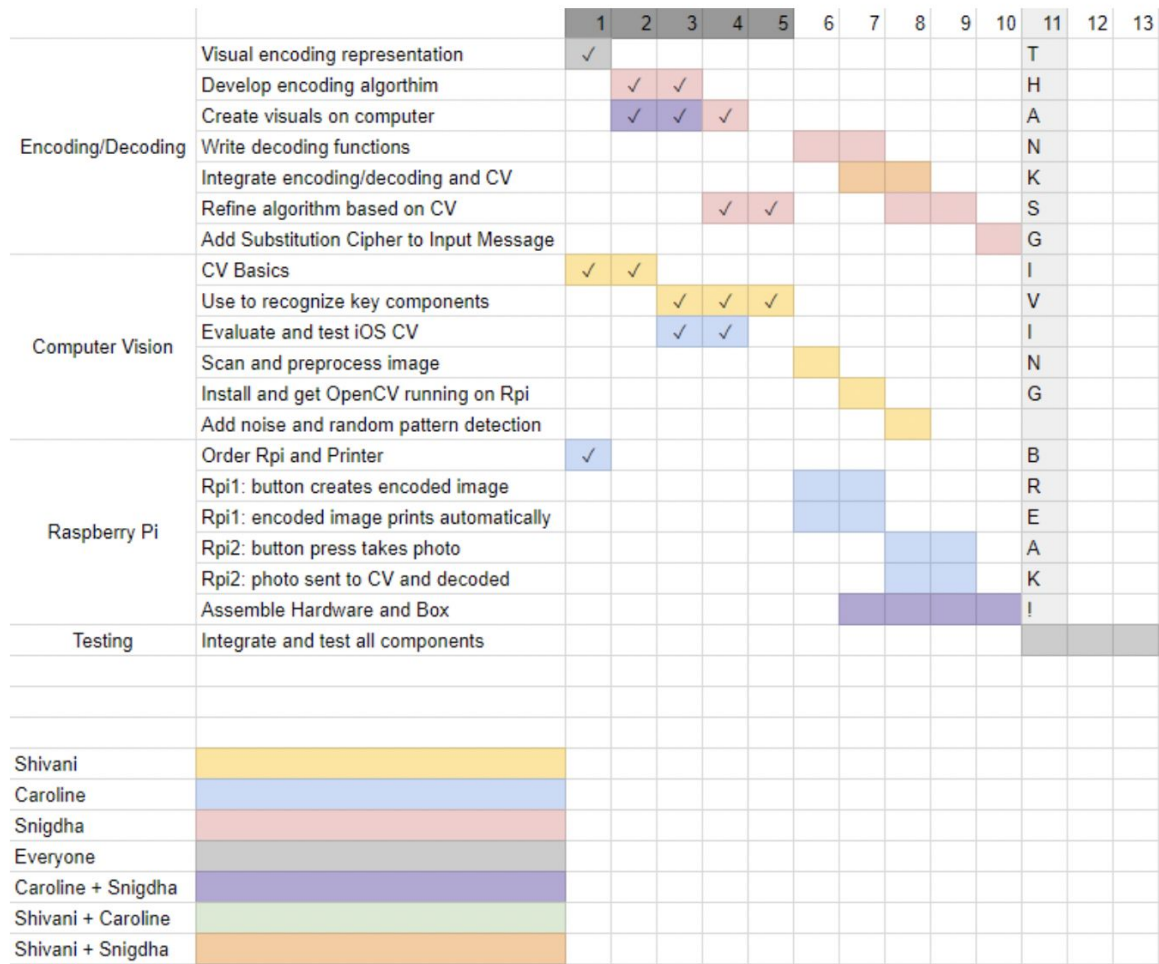 1 2 3 4 5 6 7 8 9 10 11 12 13
Visual encoding representation ✓ T
Develop encoding algorthim ✓ ✓ H
Create visuals on computer ✓ ✓ ✓ A
Encoding/Decoding Write decoding functions N
Integrate encoding/decoding and CV K
Refine algorithm based on CV ✓ ✓ S
Add Substitution Cipher to Input Message G
CV Basics ✓ ✓ I
Use to recognize key components ✓ ✓ ✓ V
Computer Vision Evaluate and test iOS CV ✓ ✓ I
Scan and preprocess image N
Install and get OpenCV running on Rpi G
Add noise and random pattern detection
Order Rpi and Printer ✓ B
Rpi1: button creates encoded image R
Rpi1: encoded image prints automatically E
Raspberry Pi Rpi2: button press takes photo A
Rpi2: photo sent to CV and decoded K
Assemble Hardware and Box !
Testing Integrate and test all components
Shivani
Caroline
Snigdha
Everyone
Caroline + Snigdha
Shivani + Caroline
Shivani + Snigdha